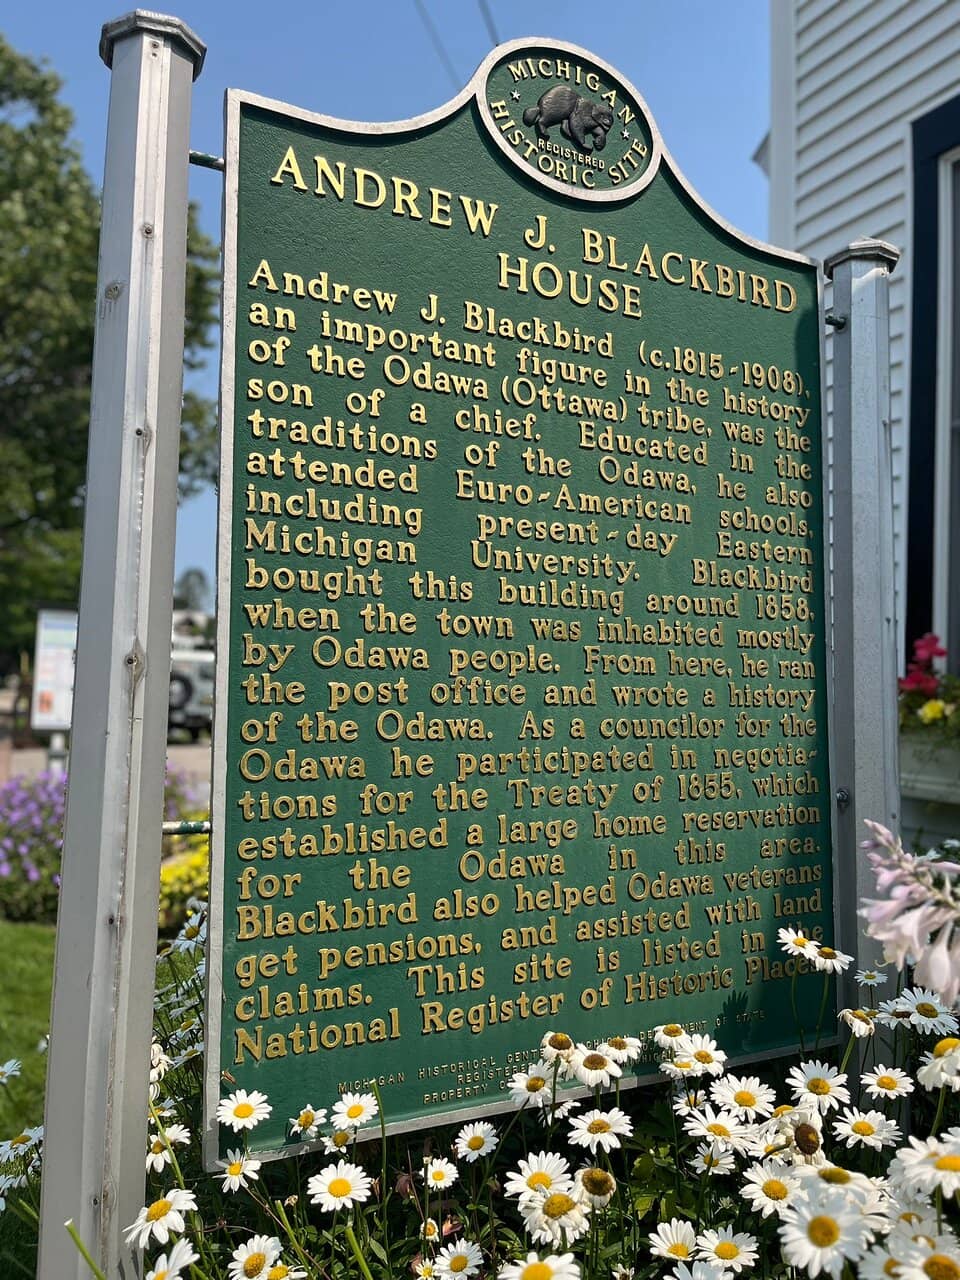 MICHIGAN
REGISTERED
HISTORIC SITE
ANDREW J. BLACKBIRD
HOUSE
Andrew J. Blackbird (c.1815-1908),
an important figure in the history
of the Odawa (Ottawa) tribe, was the
son of a chief. Educated in the
traditions of the Odawa, he also
attended Euro-American schools,
including present-day Eastern
Michigan University. Blackbird
bought this building around 1858,
when the town was inhabited mostly
by Odawa people. From here, he ran
the post office and wrote a history
of the Odawa. As a councilor for the
Odawa he participated in negotia-
tions for the Treaty of 1855, which
established a large home reservation
for the Odawa in this area.
Blackbird also helped Odawa veterans
get pensions, and assisted with land
claims. This site is listed in the
National Register of Historic Places
MICHIGAN HISTORICAL CENTER MICHIGAN DEPARTMENT OF STATE
REGISTERED
PROPERTY